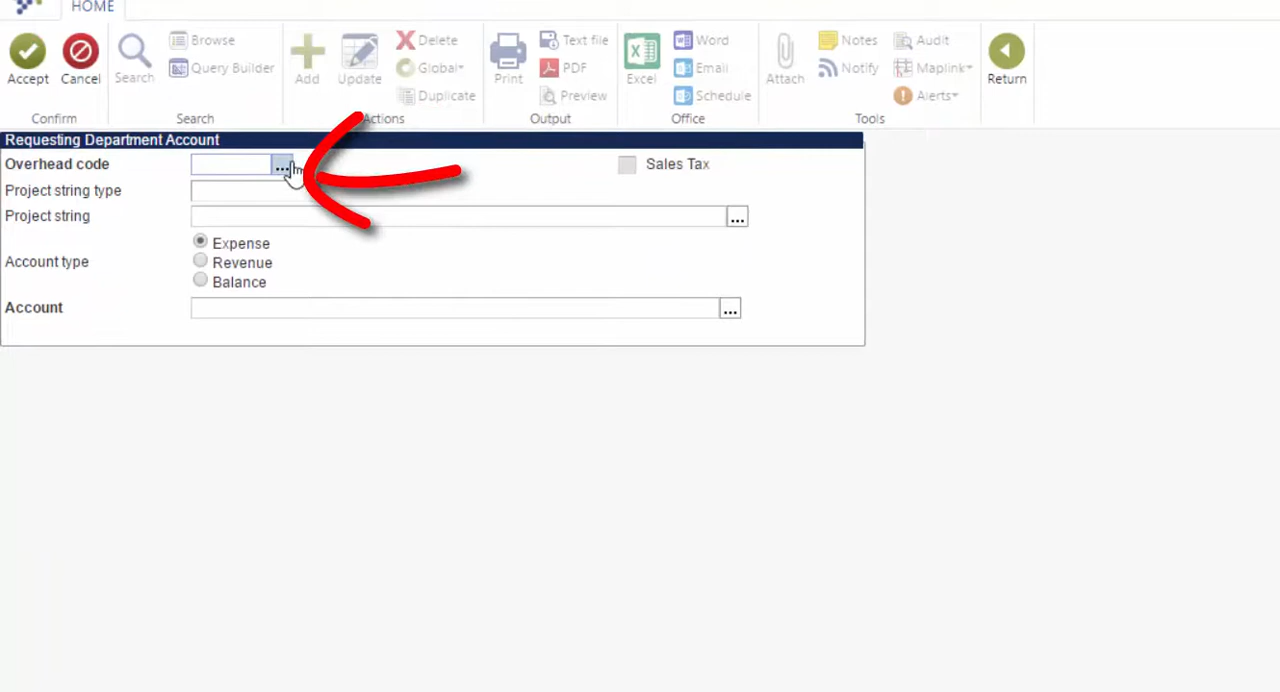 HOME
Accept
Cancel
Search
Browse
Query Builder
Add
Update
Delete
Global
Duplicate
Print
Text file
PDF
Preview
Excel
Word
Email
Schedule
Attach
Notes
Notify
Audit
Maplink
Alerts
Return
Confirm
Search
Actions
Output
Office
Tools
Requesting Department Account
Overhead code ... Sales Tax
Project string type
Project string ...
Account type
Expense
Revenue
Balance
Account ...